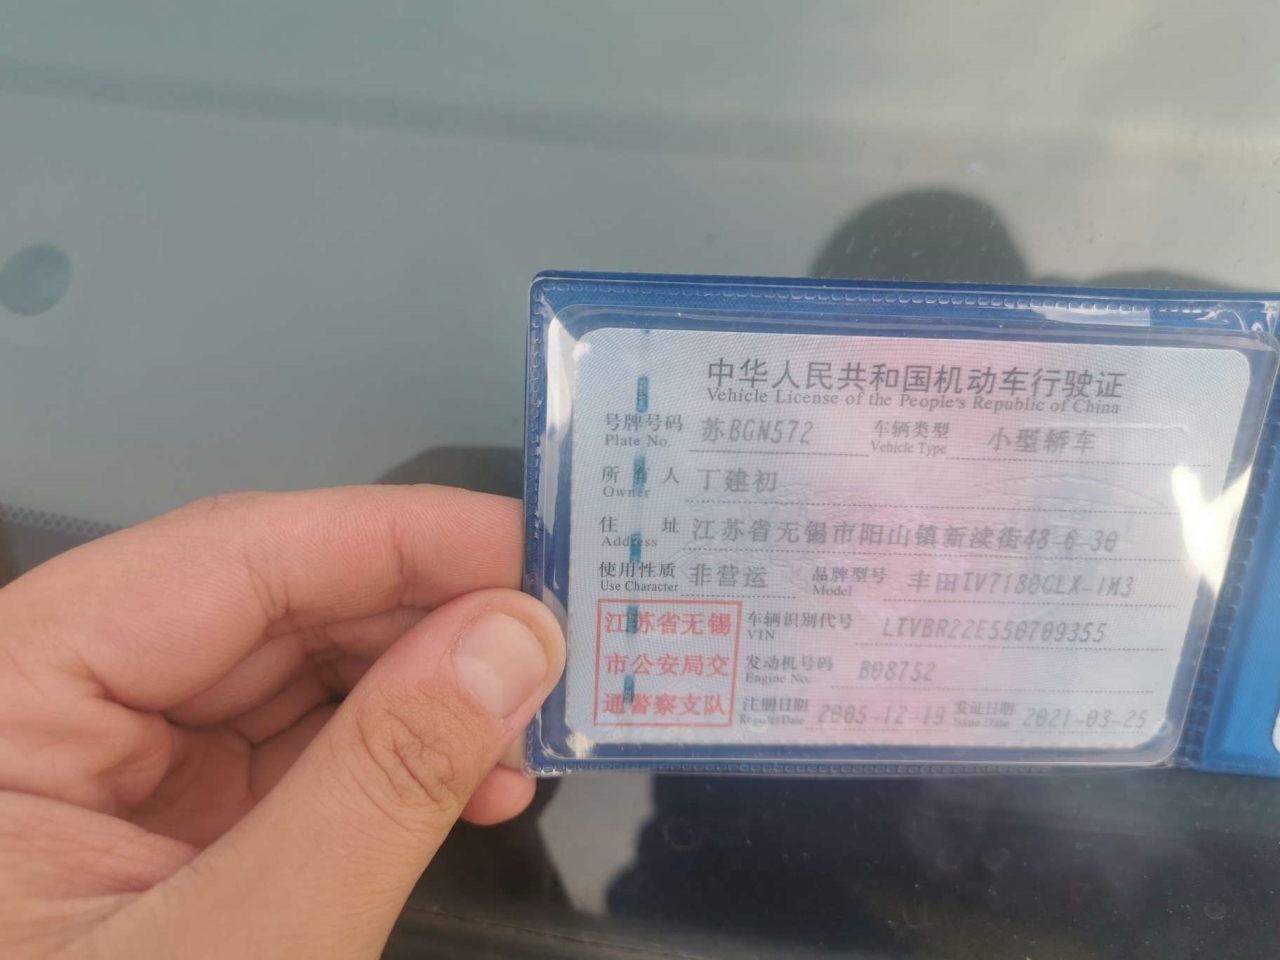 中华人民共和国机动车行驶证
Vehicle License of the People's Republic of China
号牌号码 苏BGN572 车辆类型 小型轿车
Plate No. Vehicle Type
所有人 丁建初
Owner
住址 江苏省无锡市阳山镇新渎街48-6-30
Address
使用性质 非营运 品牌型号 丰田TV7180GLX-IM3
Use Character Model
江苏省无锡 车辆识别代号 LTVBR22E550709355
VIN
市公安局交 发动机号码 B08752
Engine No.
通警察支队 注册日期 2005-12-19 发证日期 2021-03-25
Register Date Issue Date